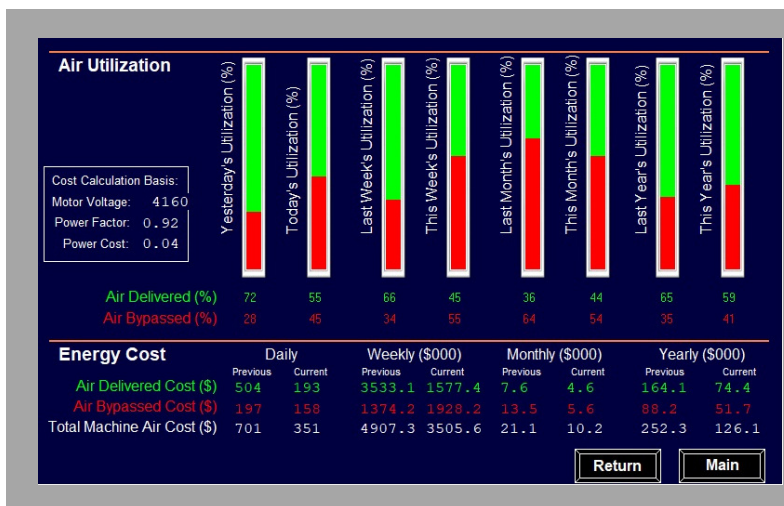 Air Utilization
Yesterday's Utilization (%)
Today's Utilization (%)
Last Week's Utilization (%)
This Week's Utilization (%)
Last Month's Utilization (%)
This Month's Utilization (%)
Last Year's Utilization (%)
This Year's Utilization (%)
Cost Calculation Basis:
Motor Voltage: 4160
Power Factor: 0.92
Power Cost: 0.04
Air Delivered (%) 72 55 66 45 36 44 65 59
Air Bypassed (%) 28 45 34 55 64 54 35 41
Energy Cost Daily Weekly ($000) Monthly ($000) Yearly ($000)
Previous Current Previous Current Previous Current Previous Current
Air Delivered Cost ($) 504 193 3533.1 1577.4 7.6 4.6 164.1 74.4
Air Bypassed Cost ($) 197 158 1374.2 1928.2 13.5 5.6 88.2 51.7
Total Machine Air Cost ($) 701 351 4907.3 3505.6 21.1 10.2 252.3 126.1
Return Main